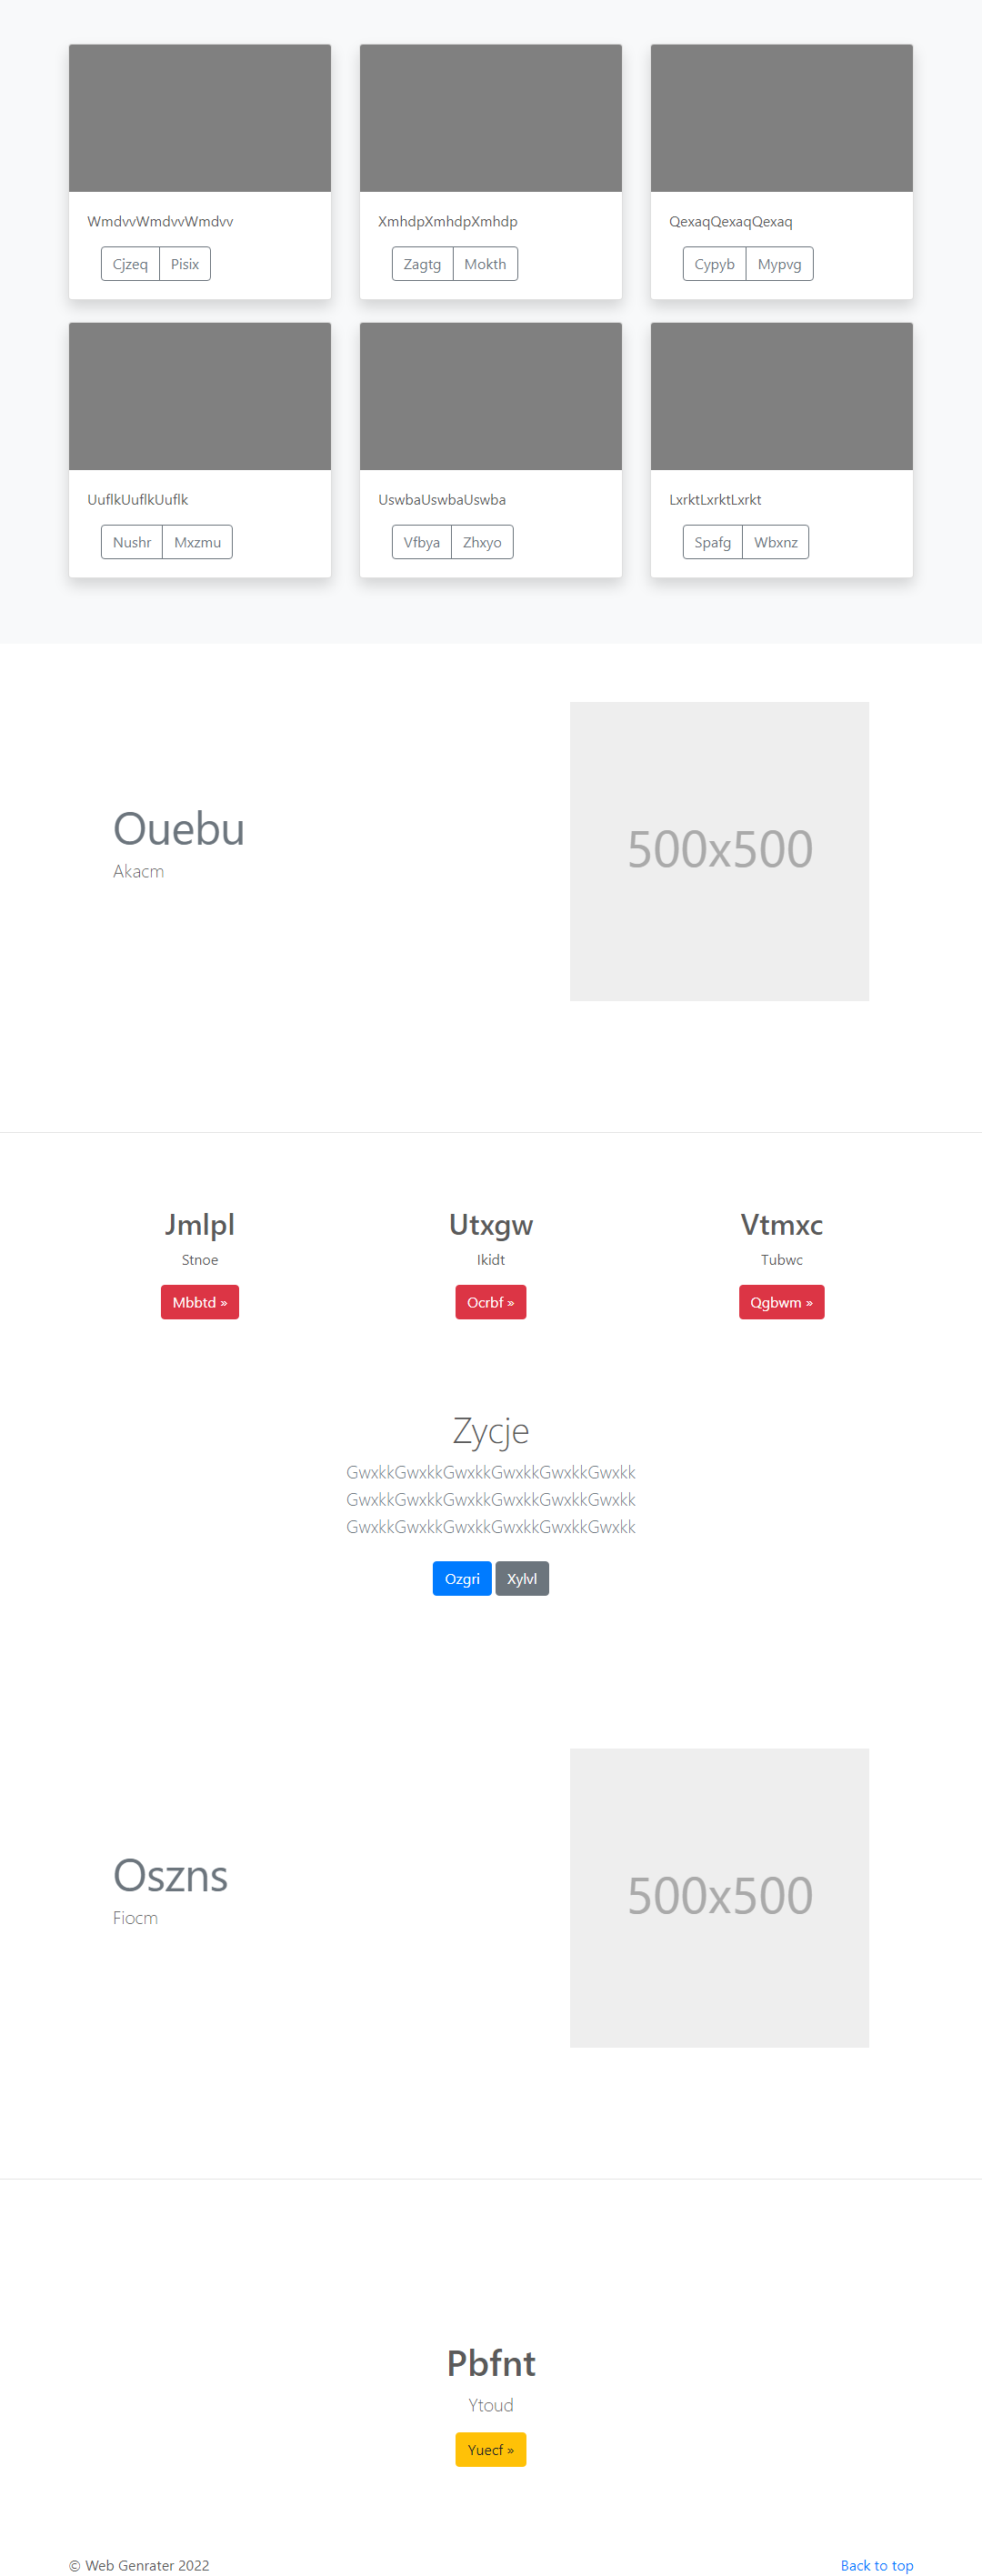 WmdvvWmdvvWmdvv
Cjzeq Pisix
XmhdpXmhdpXmhdp
Zagtg Mokth
QexaqQexaqQexaq
Cypyb Mypvg
UuflkUuflkUuflk
Nushr Mxzmu
UswbaUswbaUswba
Vfbya Zhxyo
LxrktLxrktLxrkt
Spafg Wbxnz
Ouebu
Akacm
500x500
Jmlpl
Stnoe
Mbbtd »
Utxgw
Ikidt
Ocrbf »
Vtmxc
Tubwc
Qgbwm »
Zycje
GwxkkGwxkkGwxkkGwxkkGwxkkGwxkk
GwxkkGwxkkGwxkkGwxkkGwxkkGwxkk
GwxkkGwxkkGwxkkGwxkkGwxkkGwxkk
Ozgri Xylvl
Oszns
Fiocm
500x500
Pbfnt
Ytoud
Yuecf »
© Web Genrater 2022
Back to top